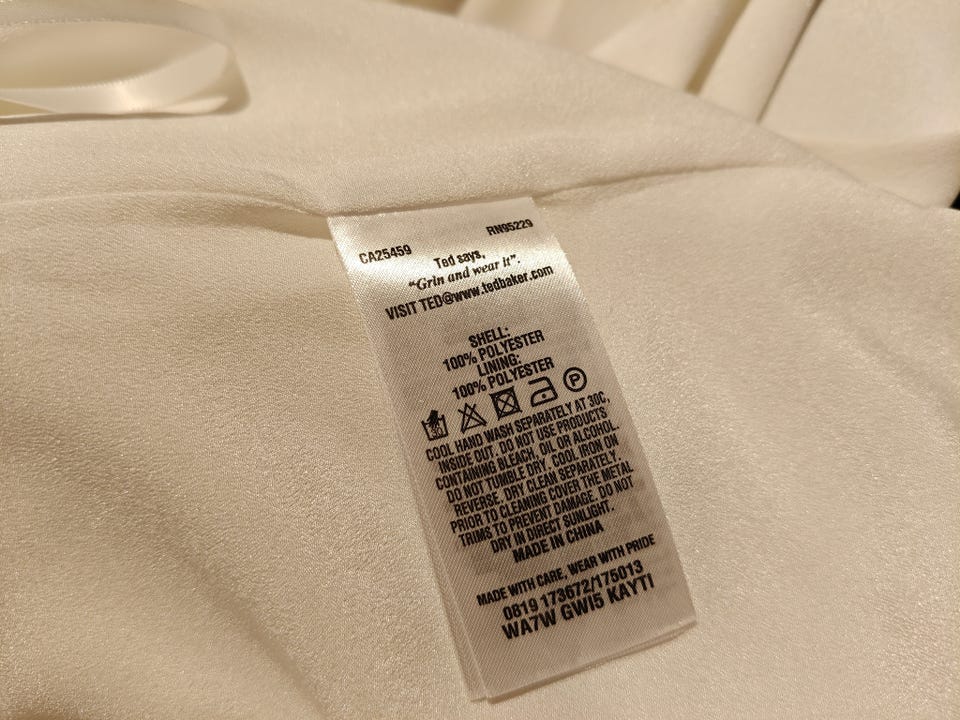 CA25459 RN95229
Ted says,
“Grin and wear it”.
VISIT TED@www.tedbaker.com
SHELL:
100% POLYESTER
LINING:
100% POLYESTER
P
COOL HAND WASH SEPARATELY AT 30C,
INSIDE OUT. DO NOT USE PRODUCTS
CONTAINING BLEACH, OIL OR ALCOHOL.
DO NOT TUMBLE DRY. COOL IRON ON
REVERSE. DRY CLEAN SEPARATELY.
PRIOR TO CLEANING COVER THE METAL
TRIMS TO PREVENT DAMAGE. DO NOT
DRY IN DIRECT SUNLIGHT.
MADE IN CHINA
MADE WITH CARE, WEAR WITH PRIDE
0819 173672/175013
WA7W GWI5 KAYTI